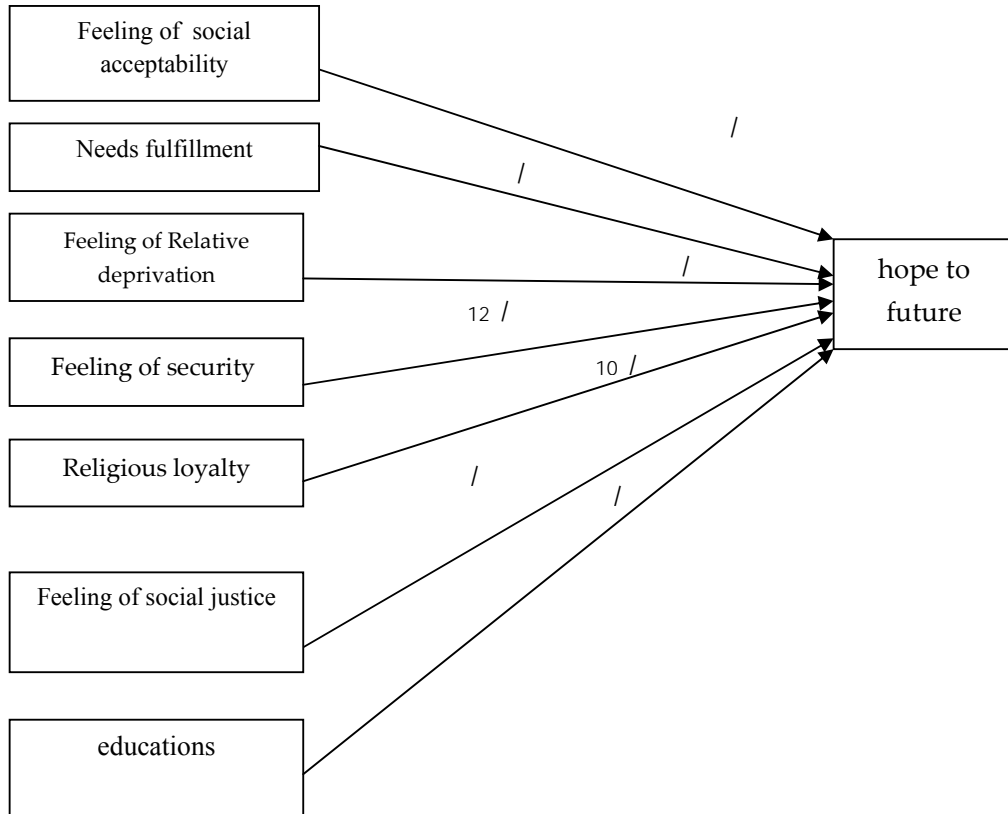 Feeling of social
acceptability
/
Needs fulfillment
/
Feeling of Relative
deprivation
/
hope to
future
12 /
Feeling of security
10 /
Religious loyalty
/
/
Feeling of social justice
educations